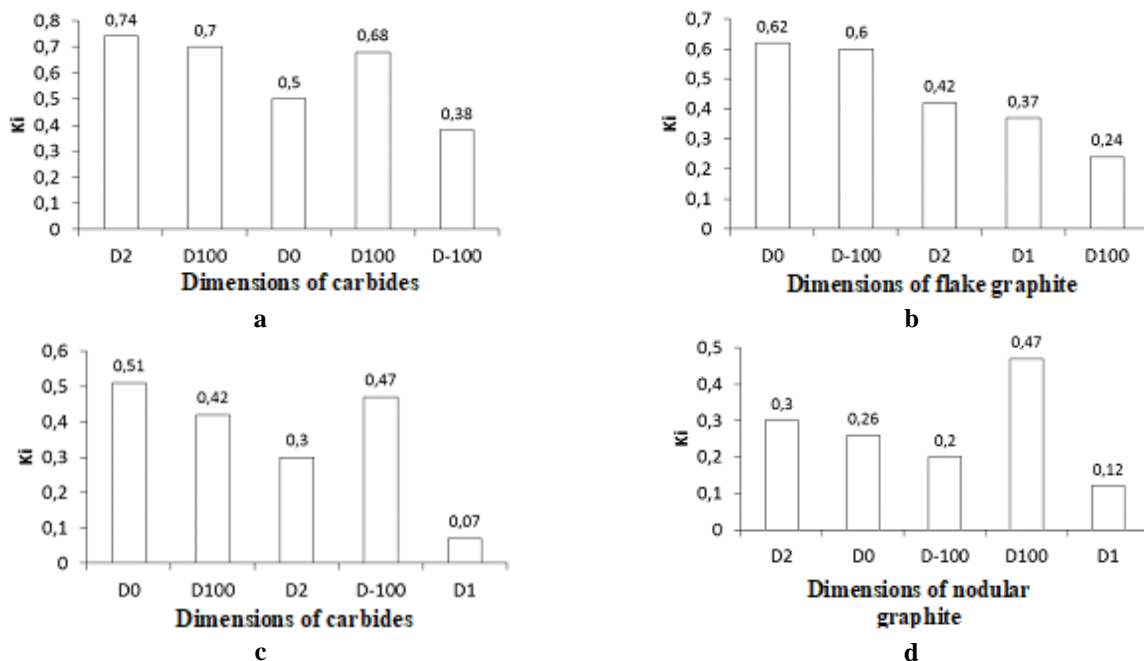 0,8
0,7
0,6
0,5
0,4
0,3
0,2
0,1
0
Ki
0,74
0,7
0,5
0,68
0,38
D2 D100 D0 D100 D-100
Dimensions of carbides
a
0,7
0,6
0,5
0,4
0,3
0,2
0,1
0
Ki
0,62
0,6
0,42
0,37
0,24
D0 D-100 D2 D1 D100
Dimensions of flake graphite
b
0,6
0,5
0,4
0,3
0,2
0,1
0
Ki
0,51
0,42
0,3
0,47
0,07
D0 D100 D2 D-100 D1
Dimensions of carbides
c
0,5
0,4
0,3
0,2
0,1
0
Ki
0,3
0,26
0,2
0,47
0,12
D2 D0 D-100 D100 D1
Dimensions of nodular
graphite
d